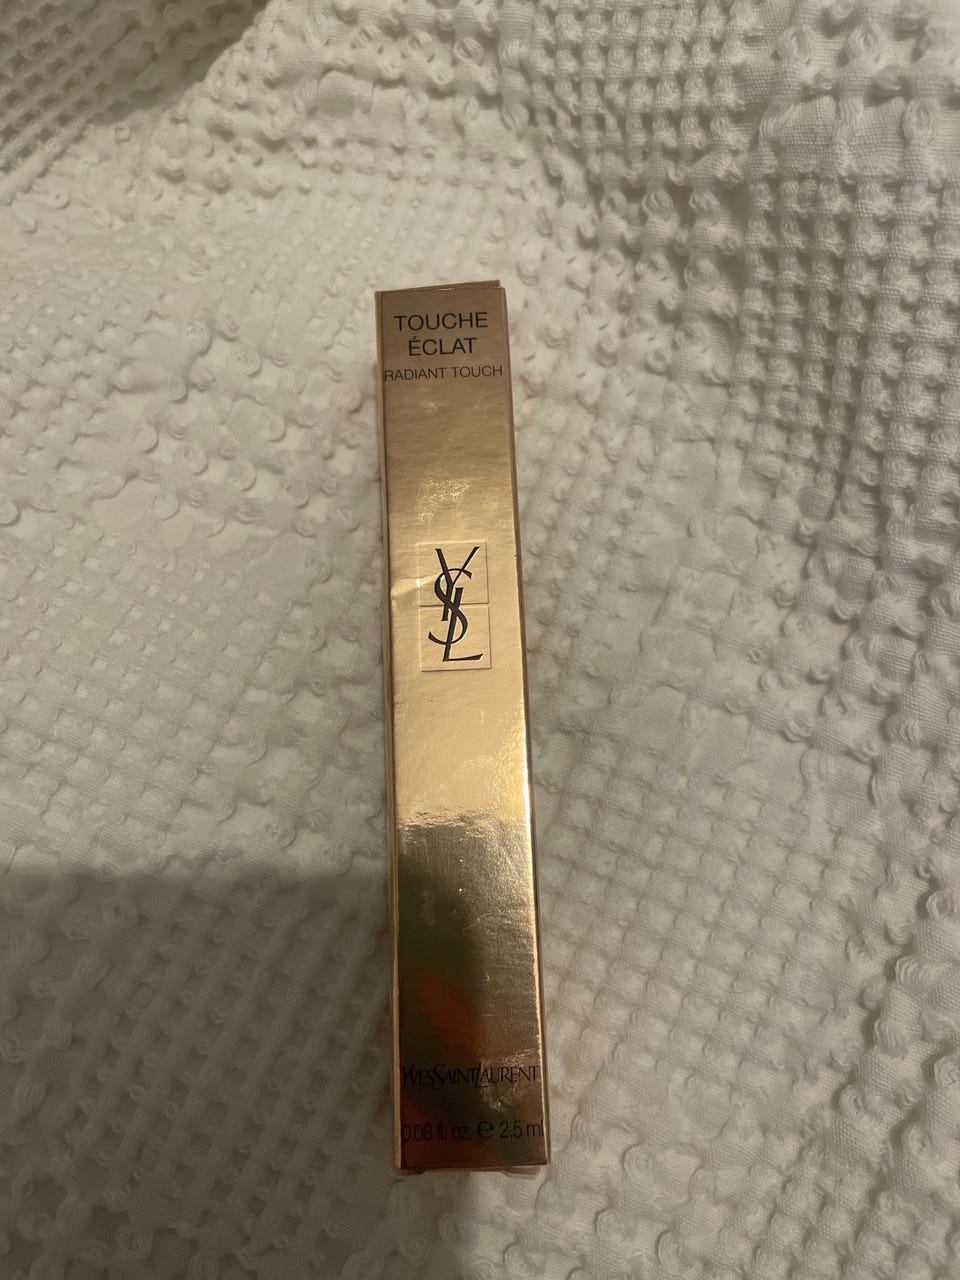 TOUCHE
ÉCLAT
RADIANT TOUCH
YSL
YVESSAINTLAURENT
0.08 fl. oz. ℮ 2,5 ml